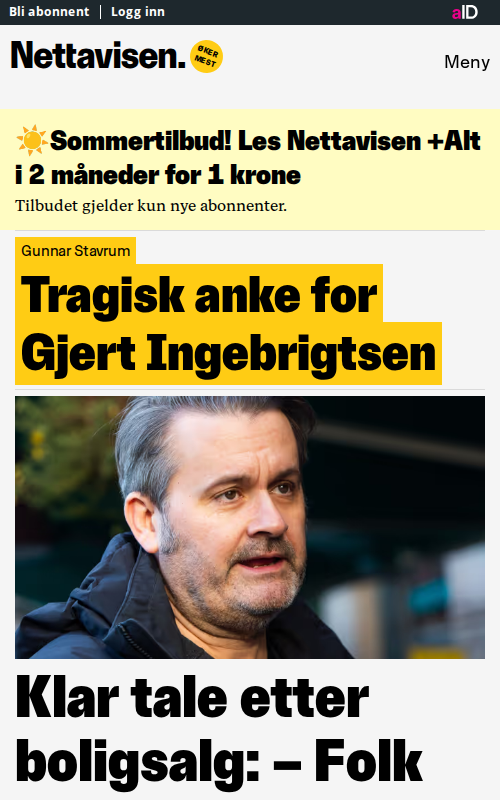 Bli abonnent | Logg inn
aID
Nettavisen.
ØKER
MEST
Meny
☀️Sommertilbud! Les Nettavisen +Alt
i 2 måneder for 1 krone
Tilbudet gjelder kun nye abonnenter.
Gunnar Stavrum
Tragisk anke for
Gjert Ingebrigtsen
Klar tale etter
boligsalg: – Folk